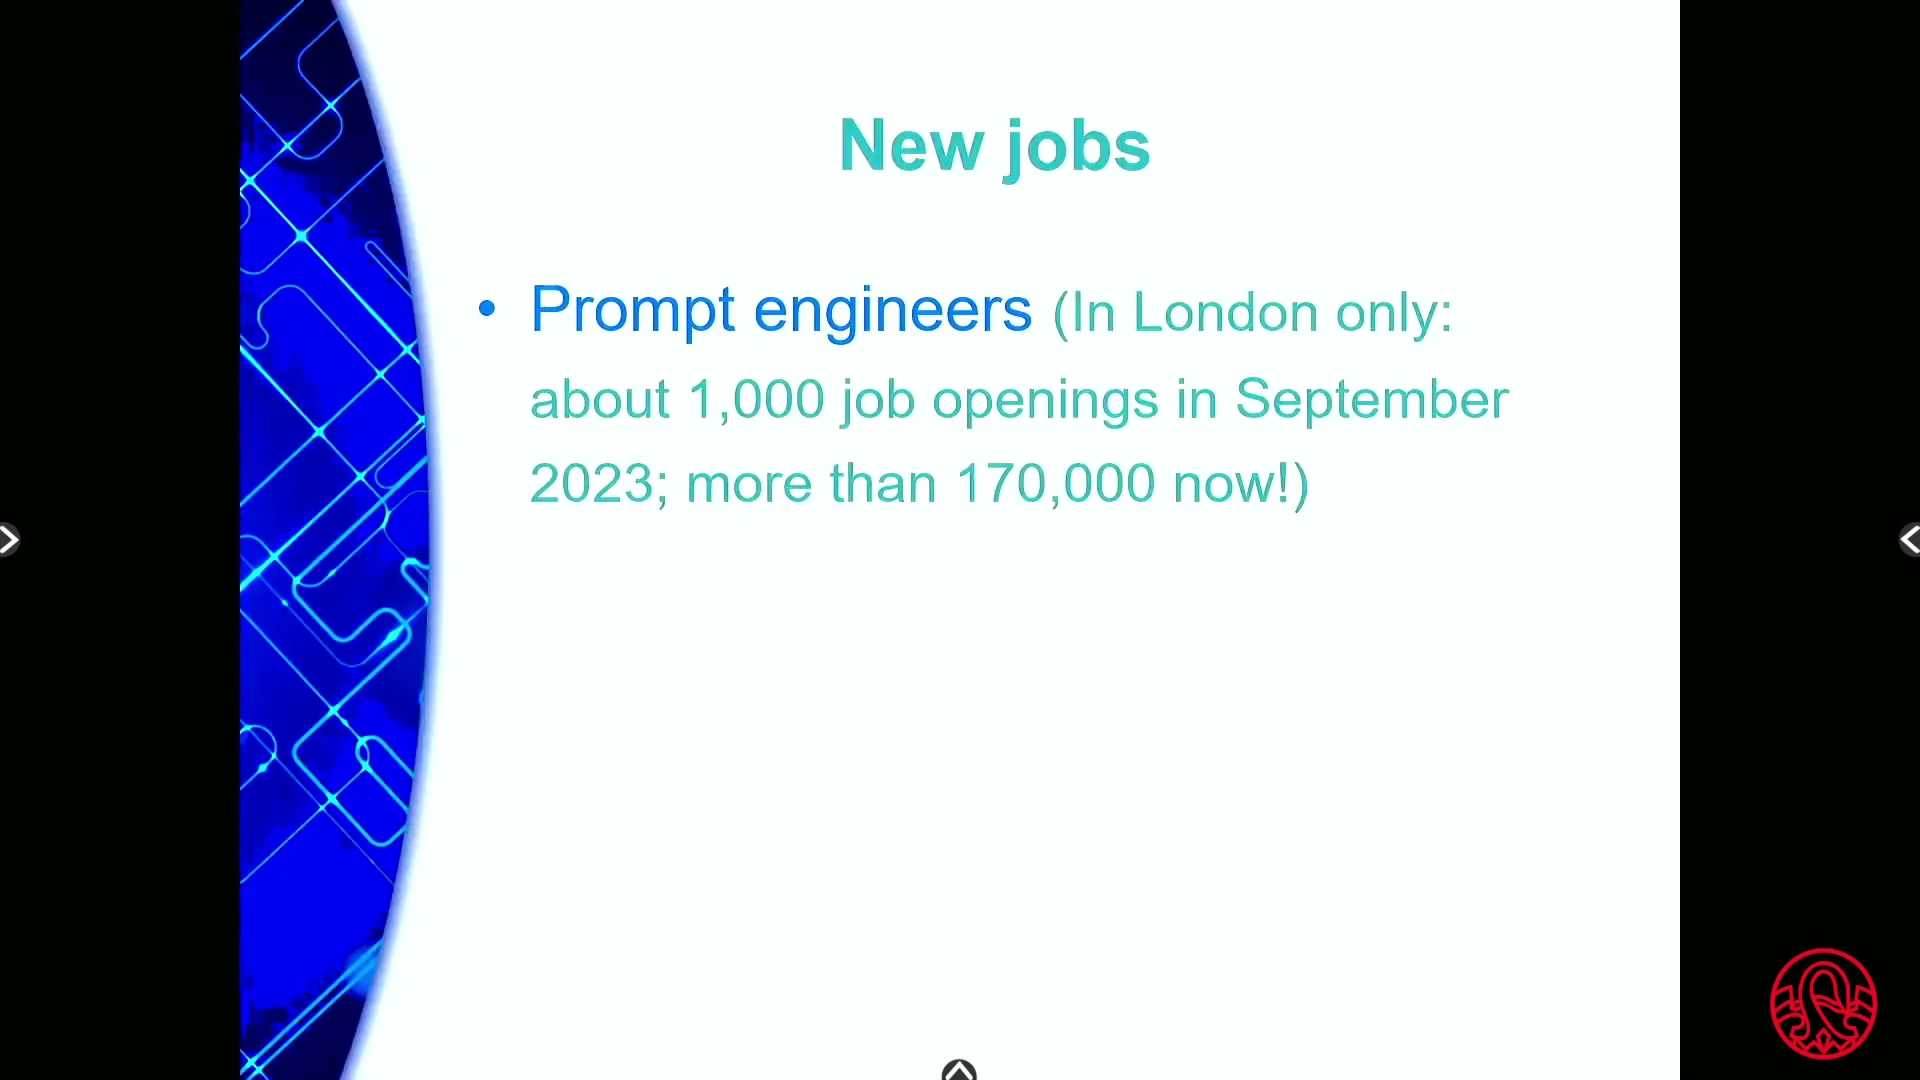 New jobs
• Prompt engineers (In London only:
about 1,000 job openings in September
2023; more than 170,000 now!)